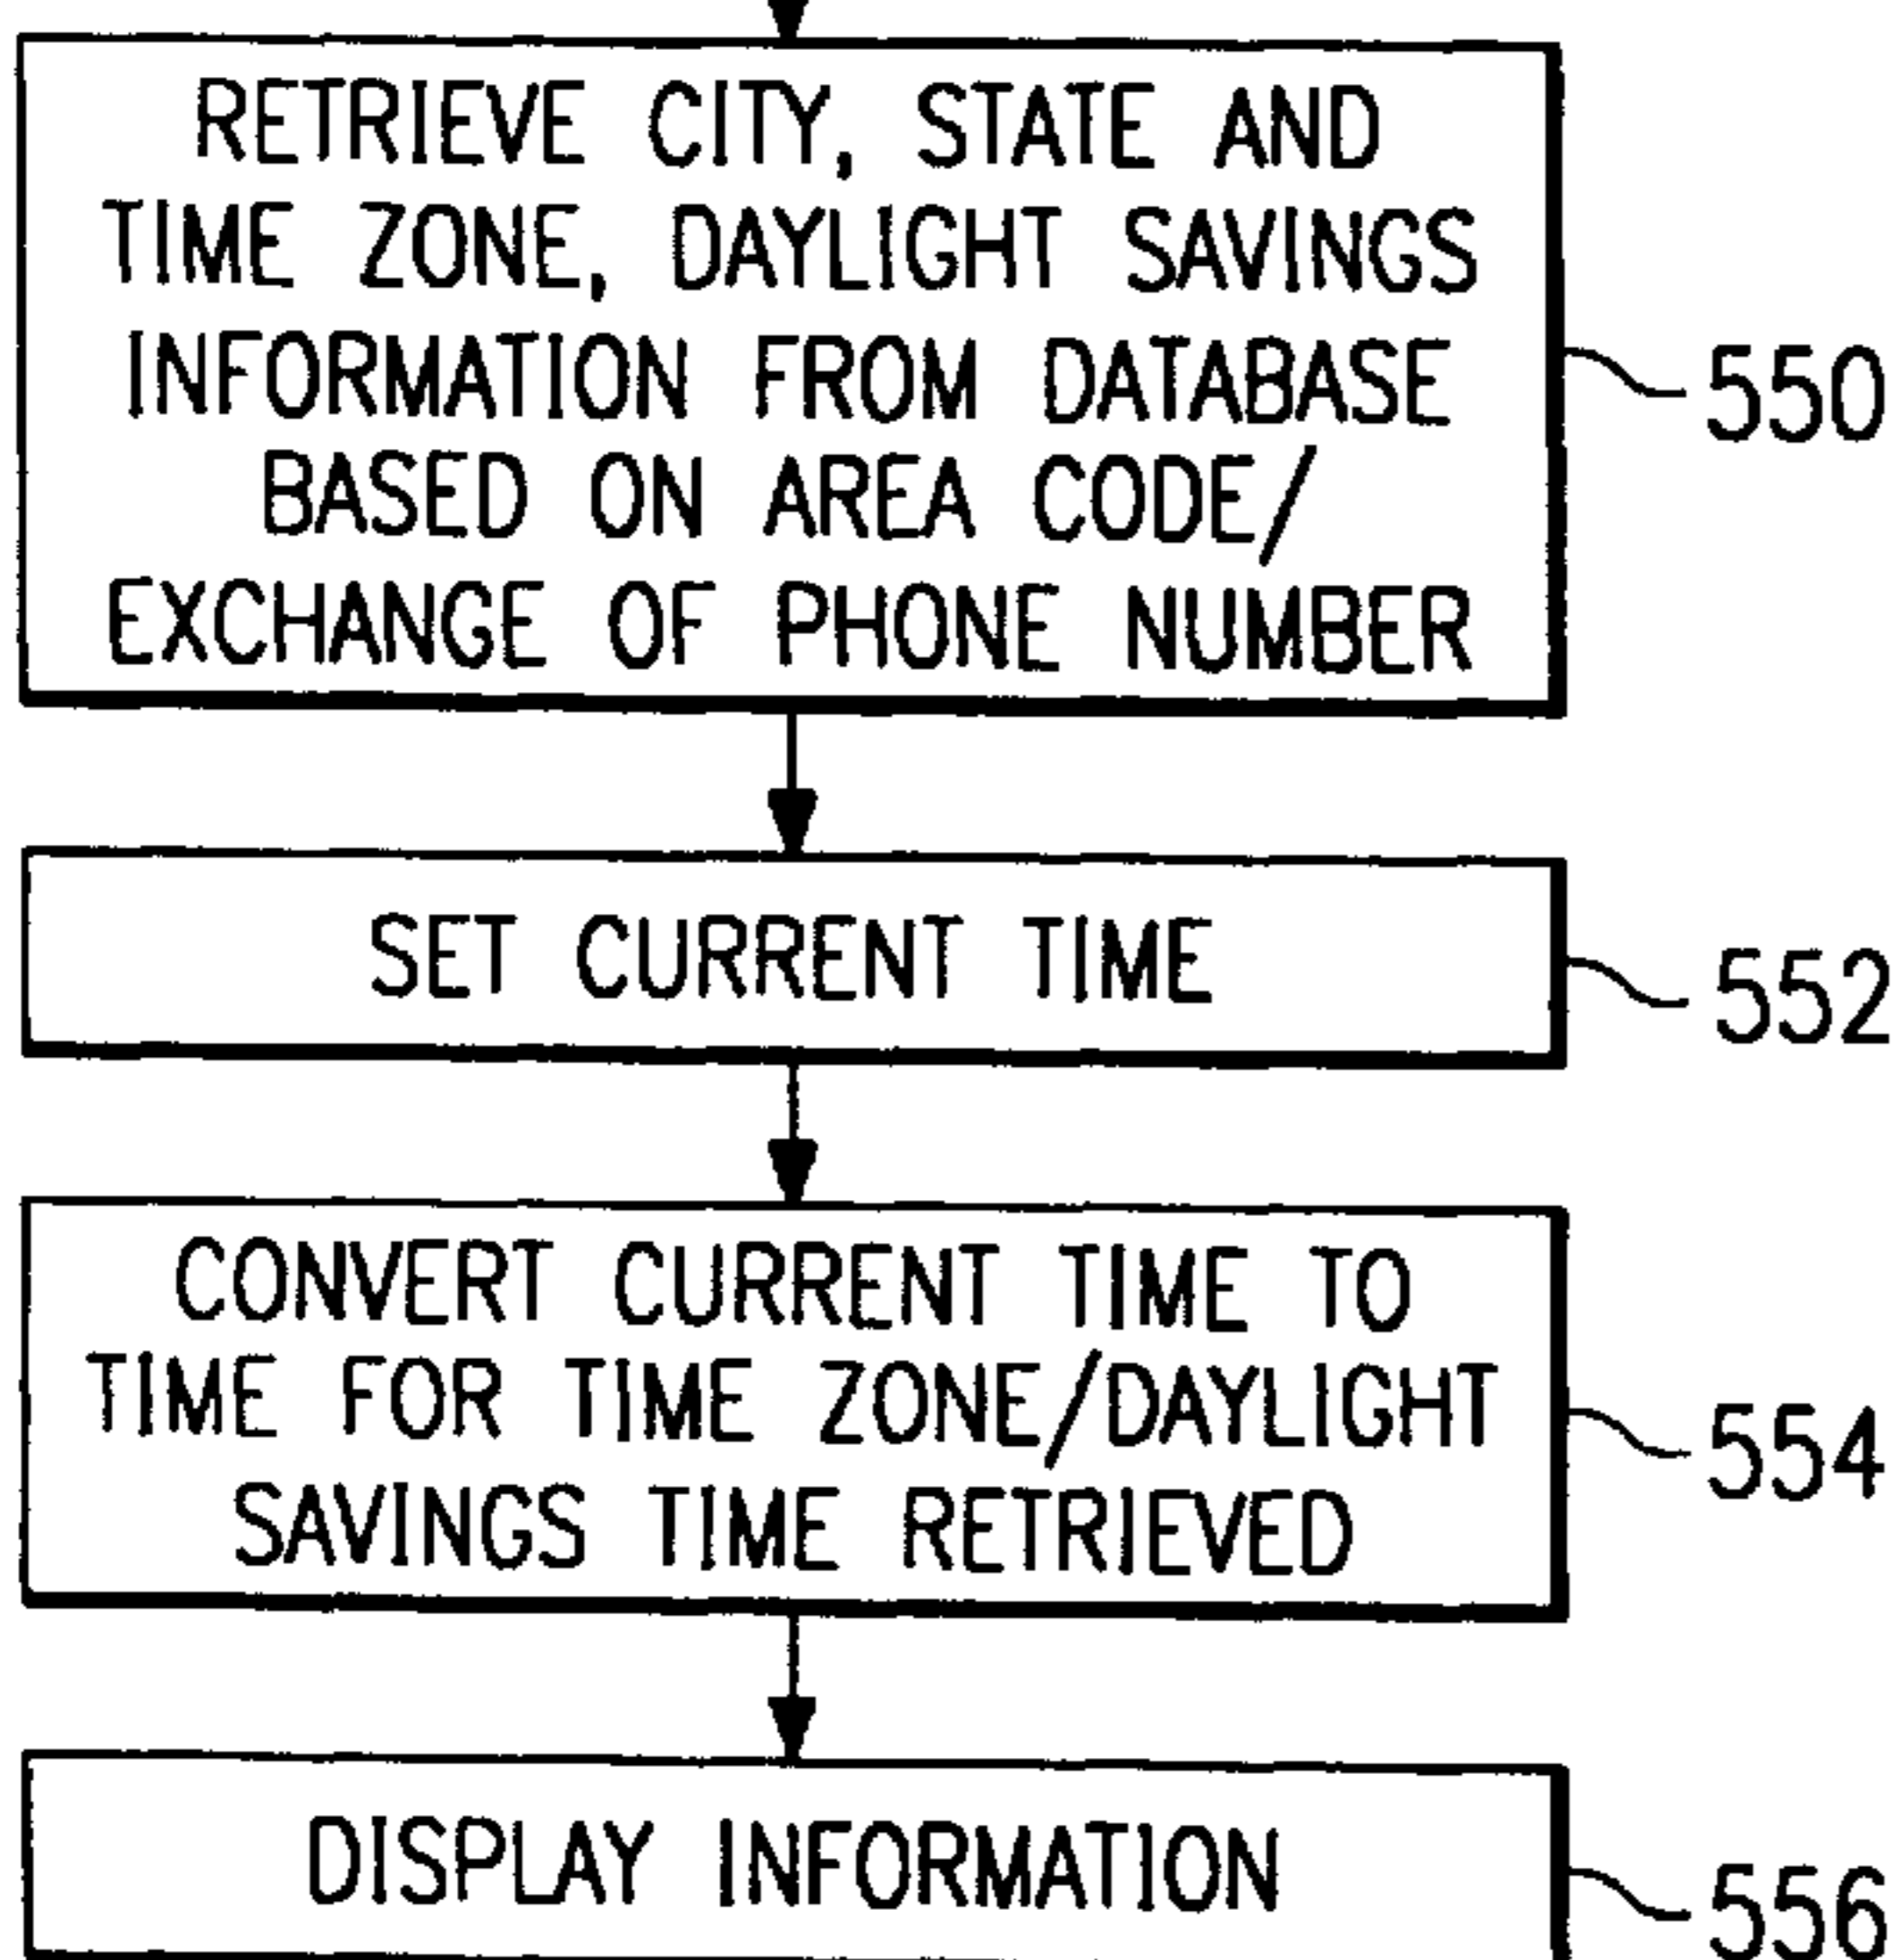 RETRIEVE CITY, STATE AND
TIME ZONE, DAYLIGHT SAVINGS
INFORMATION FROM DATABASE
BASED ON AREA CODE/
EXCHANGE OF PHONE NUMBER
550
SET CURRENT TIME
552
CONVERT CURRENT TIME TO
TIME FOR TIME ZONE/DAYLIGHT
SAVINGS TIME RETRIEVED
554
DISPLAY INFORMATION
556